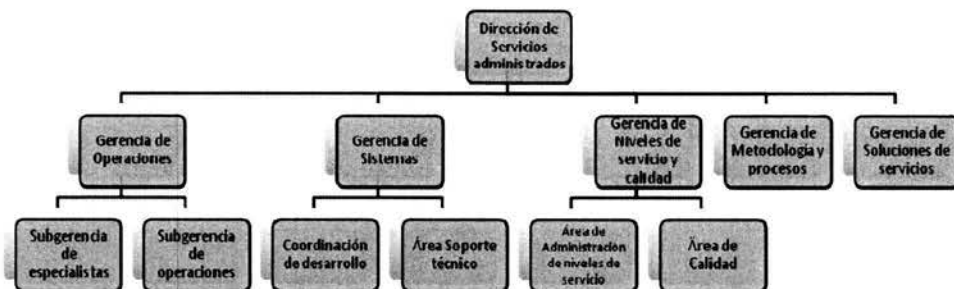 Dirección de
Servicios
administrados
Gerencia de
Operaciones
Gerencia de
Sistemas
Gerencia de
Niveles de
servicio y
calidad
Gerencia de
Metodología y
procesos
Gerencia de
Soluciones de
servicios
Subgerencia
de
especialistas
Subgerencia
de
operaciones
Coordinación
de desarrollo
Área Soporte
técnico
Área de
Administración
de niveles de
servicio
Área de
Calidad